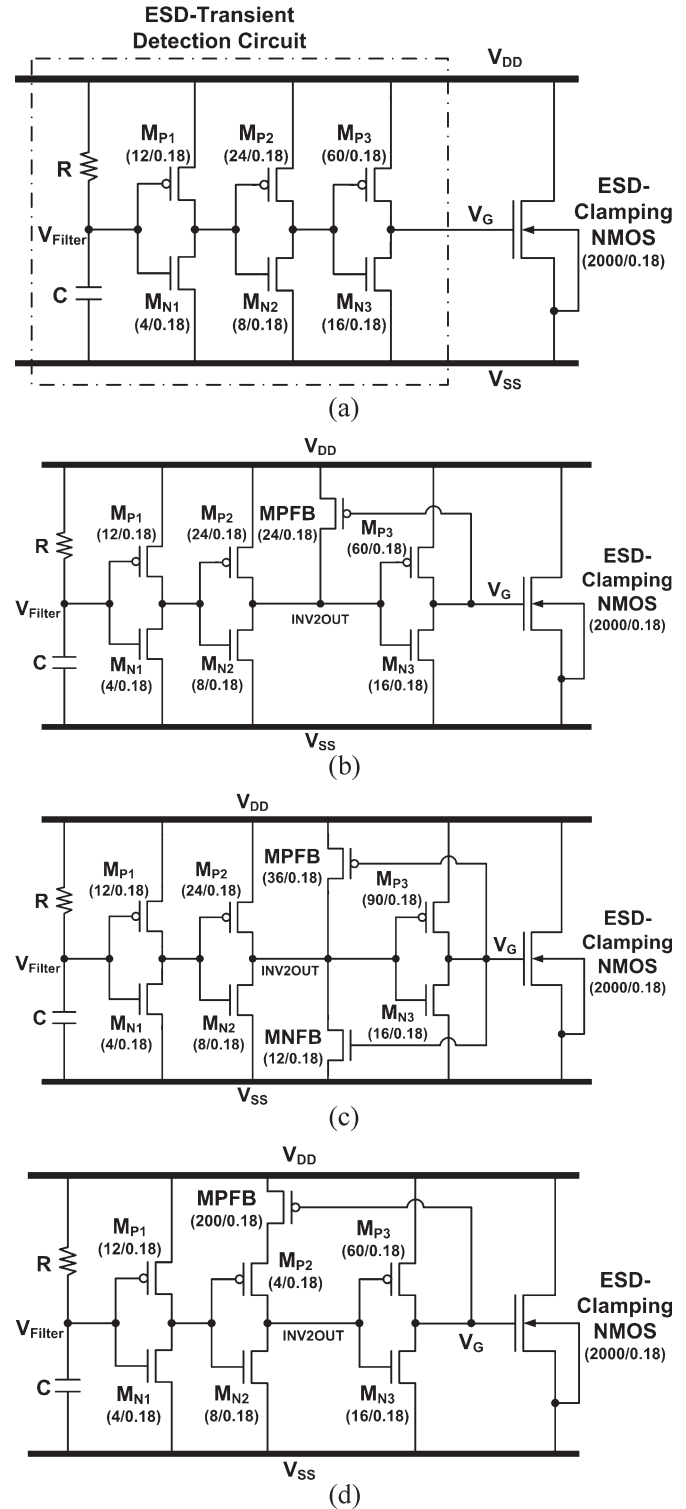 ESD-Transient
Detection Circuit
VDD
MP1
(12/0.18)
MP2
(24/0.18)
MP3
(60/0.18)
R
ESD-
Clamping
NMOS
(2000/0.18)
VG
VFilter
C
MN1
(4/0.18)
MN2
(8/0.18)
MN3
(16/0.18)
VSS
(a)
VDD
MP1
(12/0.18)
MP2
(24/0.18)
MPFB
(24/0.18)
MP3
(60/0.18)
R
ESD-
Clamping
NMOS
(2000/0.18)
VG
VFilter
INV2OUT
C
MN1
(4/0.18)
MN2
(8/0.18)
MN3
(16/0.18)
VSS
(b)
VDD
MPFB
(36/0.18)
MP1
(12/0.18)
MP2
(24/0.18)
MP3
(90/0.18)
R
ESD-
Clamping
NMOS
(2000/0.18)
VG
VFilter
INV2OUT
C
MN1
(4/0.18)
MN2
(8/0.18)
MNFB
(12/0.18)
MN3
(16/0.18)
VSS
(c)
VDD
MPFB
(200/0.18)
MP1
(12/0.18)
MP2
(4/0.18)
MP3
(60/0.18)
R
ESD-
Clamping
NMOS
(2000/0.18)
VFilter
INV2OUT
VG
C
MN1
(4/0.18)
MN2
(8/0.18)
MN3
(16/0.18)
VSS
(d)